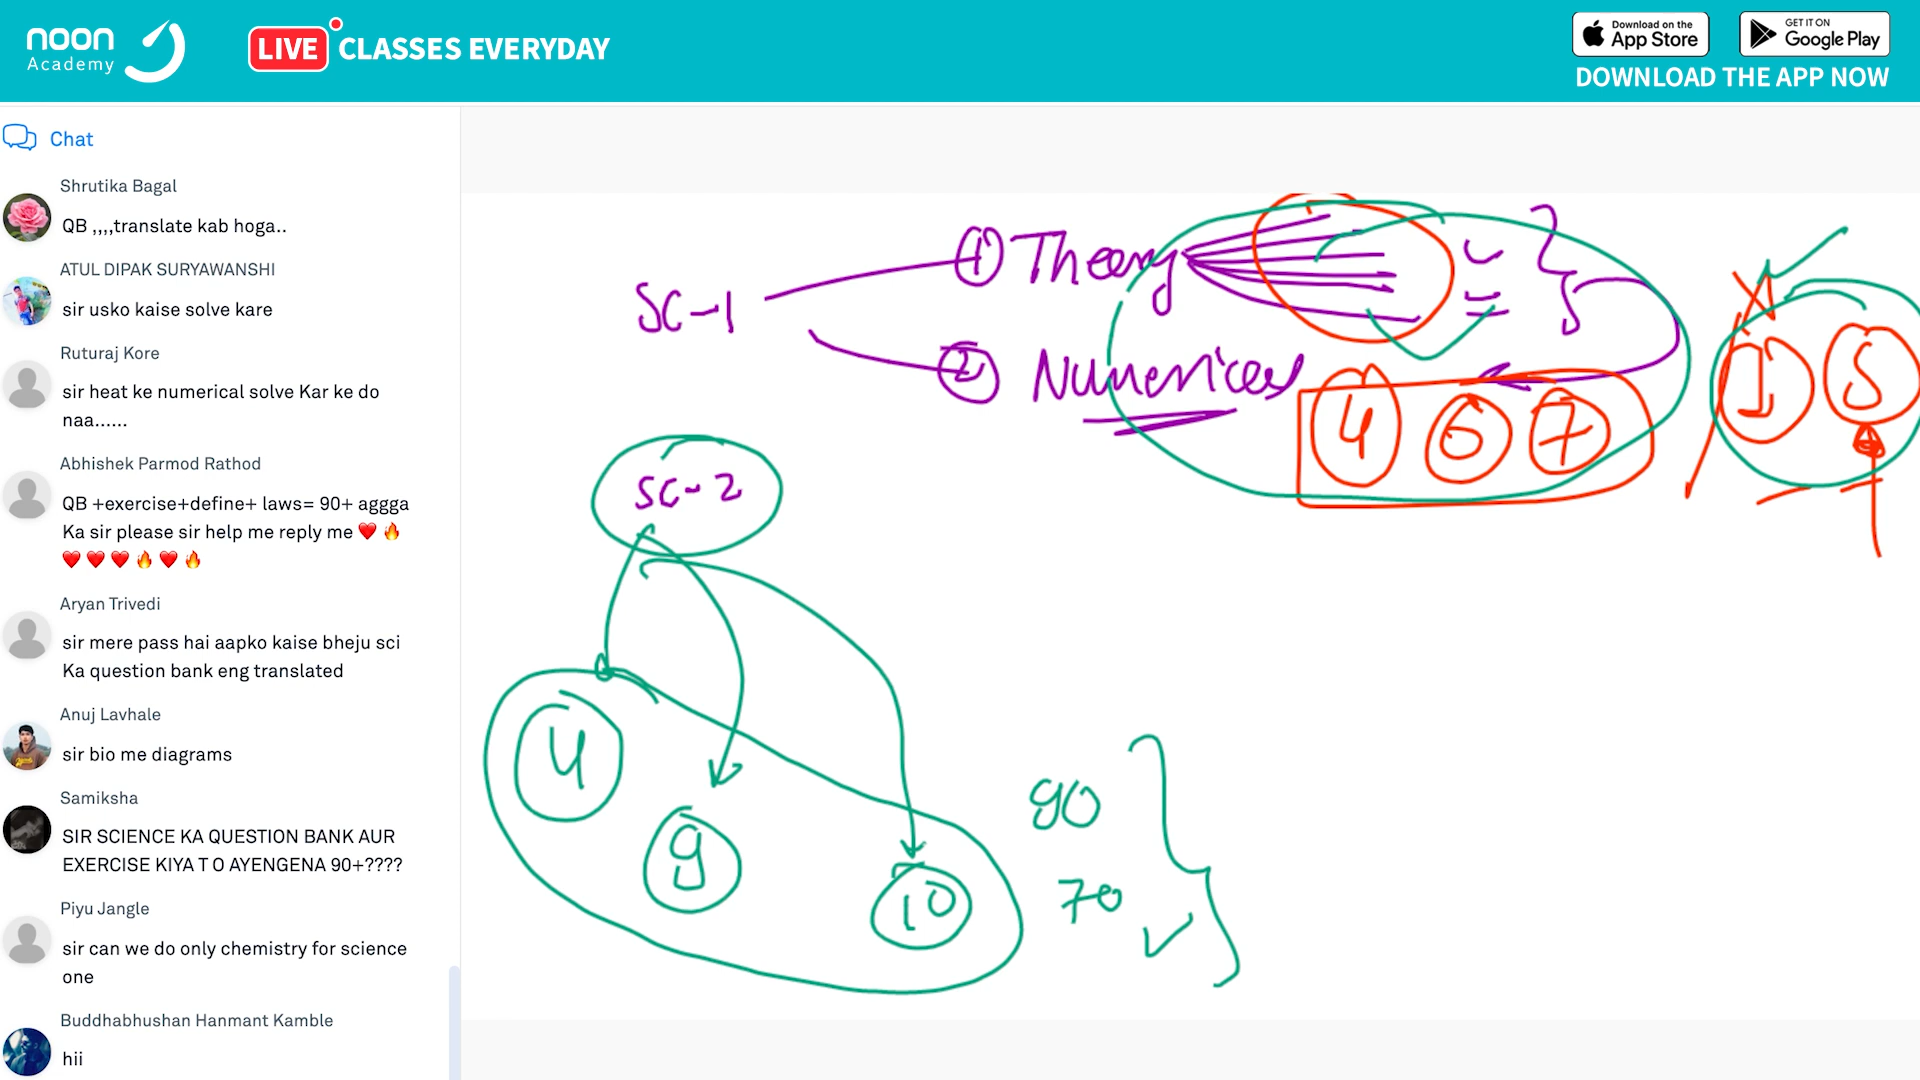 noon
Academy
LIVE CLASSES EVERYDAY
Download on the
App Store
GET IT ON
Google Play
DOWNLOAD THE APP NOW
Chat
Shrutika Bagal
QB ,,,,translate kab hoga..
ATUL DIPAK SURYAWANSHI
sir usko kaise solve kare
Ruturaj Kore
sir heat ke numerical solve Kar ke do
naa......
Abhishek Parmod Rathod
QB +exercise+define+ laws= 90+ aggga
Ka sir please sir help me reply me ❤️ 🔥
❤️ ❤️ ❤️ 🔥 ❤️ 🔥
Aryan Trivedi
sir mere pass hai aapko kaise bheju sci
Ka question bank eng translated
Anuj Lavhale
sir bio me diagrams
Samiksha
SIR SCIENCE KA QUESTION BANK AUR
EXERCISE KIYA T O AYENGENA 90+????
Piyu Jangle
sir can we do only chemistry for science
one
Buddhabhushan Hanmant Kamble
hii
SC-1
① Theory
② Numericals
4 6 7
1 5
SC-2
4
9
10
90
70